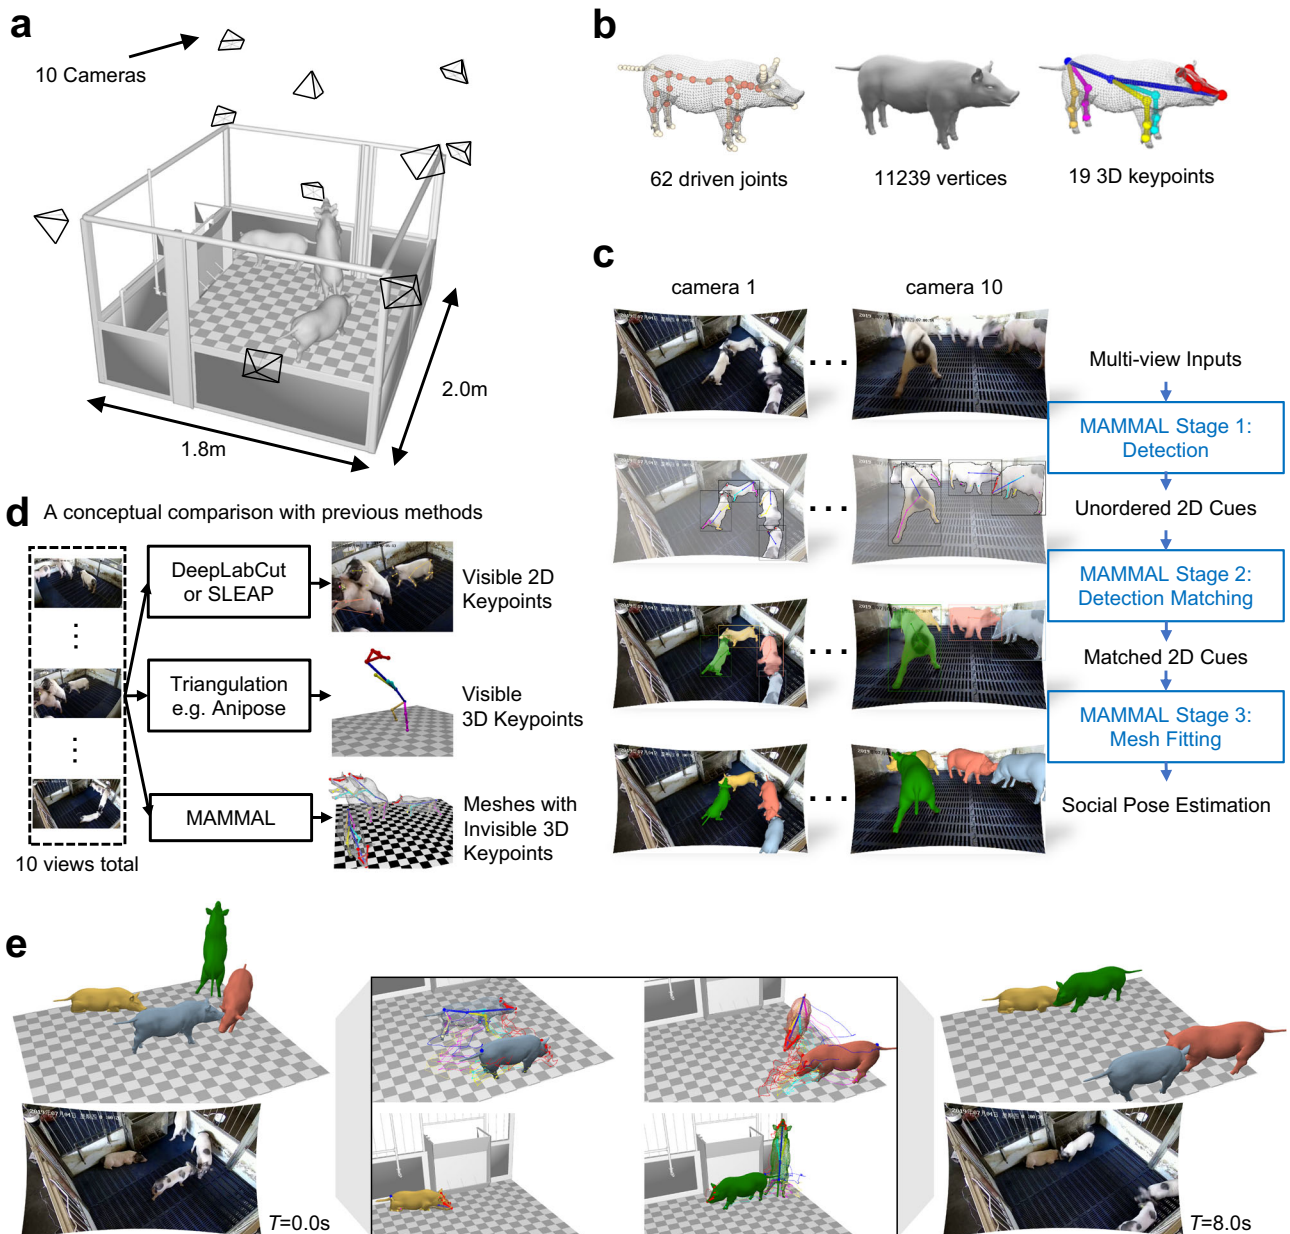 a
10 Cameras
2.0m
1.8m
b
62 driven joints
11239 vertices
19 3D keypoints
c
camera 1
camera 10
Multi-view Inputs
MAMMAL Stage 1:
Detection
Unordered 2D Cues
MAMMAL Stage 2:
Detection Matching
Matched 2D Cues
MAMMAL Stage 3:
Mesh Fitting
Social Pose Estimation
d
A conceptual comparison with previous methods
DeepLabCut
or SLEAP
Visible 2D
Keypoints
Triangulation
e.g. Anipose
Visible
3D Keypoints
MAMMAL
Meshes with
Invisible 3D
Keypoints
10 views total
e
T=0.0s
T=8.0s